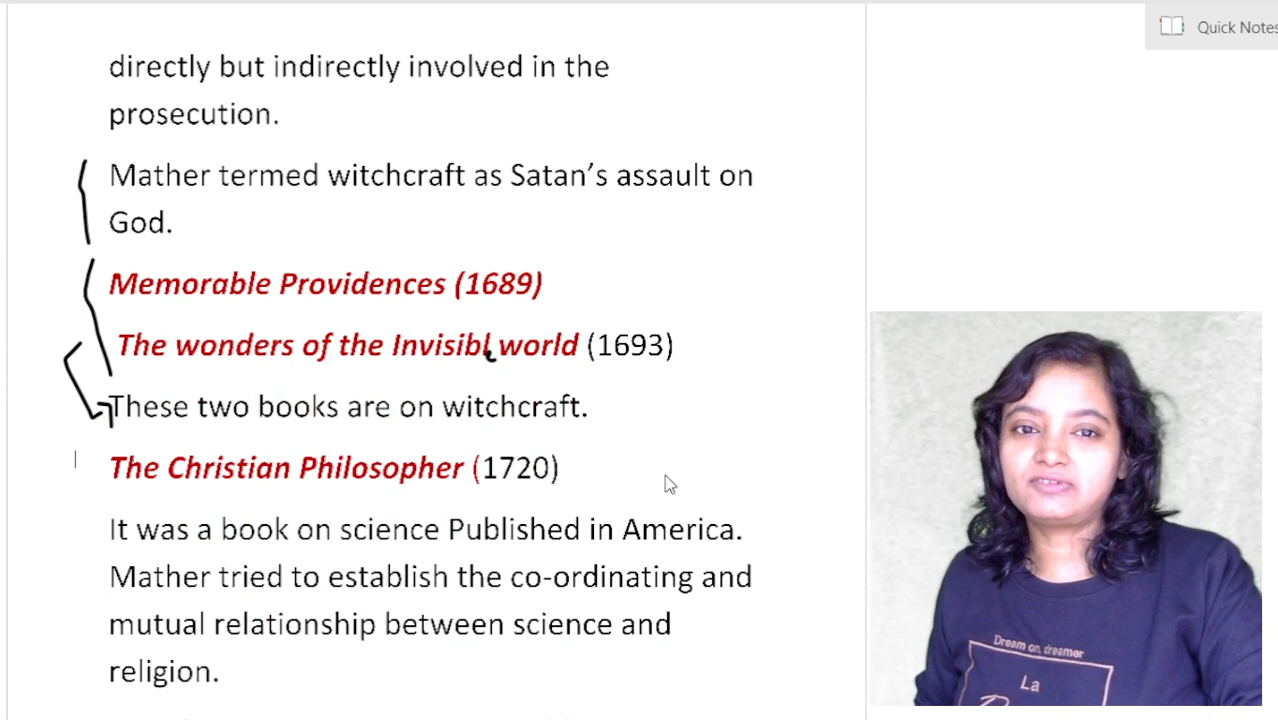 Quick Notes
directly but indirectly involved in the
prosecution.
Mather termed witchcraft as Satan's assault on
God.
Memorable Providences (1689)
The wonders of the Invisibl world (1693)
These two books are on witchcraft.
The Christian Philosopher (1720)
It was a book on science Published in America.
Mather tried to establish the co-ordinating and
mutual relationship between science and
religion.
Dream on, dreamer
La